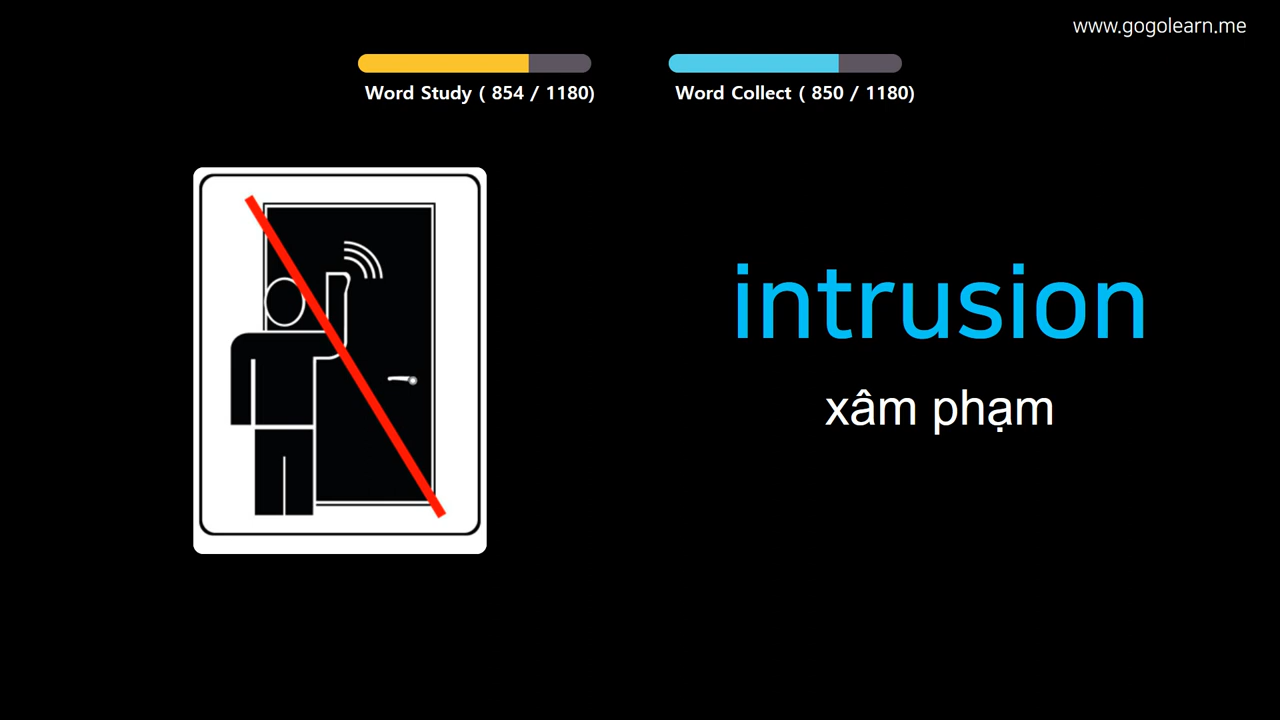 www.gogolearn.me
Word Study ( 854 / 1180)
Word Collect ( 850 / 1180)
intrusion
xâm phạm